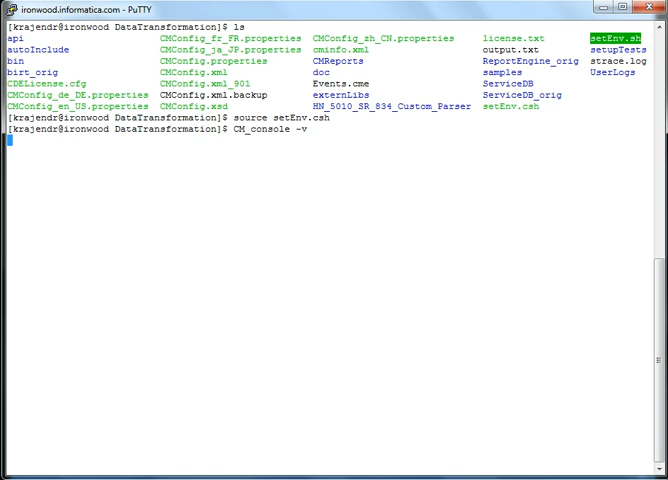 ironwood.informatica.com - PuTTY
[krajendr@ironwood DataTransformation]$ ls
api CMConfig_fr_FR.properties CMConfig_zh_CN.properties license.txt setEnv.sh
autoInclude CMConfig_ja_JP.properties cminfo.xml output.txt setupTests
bin CMConfig.properties CMReports ReportEngine_orig strace.log
birt_orig CMConfig.xml doc samples UserLogs
CDELicense.cfg CMConfig.xml_901 Events.cme ServiceDB
CMConfig_de_DE.properties CMConfig.xml.backup externLibs ServiceDB_orig
CMConfig_en_US.properties CMConfig.xsd HN_5010_SR_834_Custom_Parser setEnv.csh
[krajendr@ironwood DataTransformation]$ source setEnv.csh
[krajendr@ironwood DataTransformation]$ CM_console -v